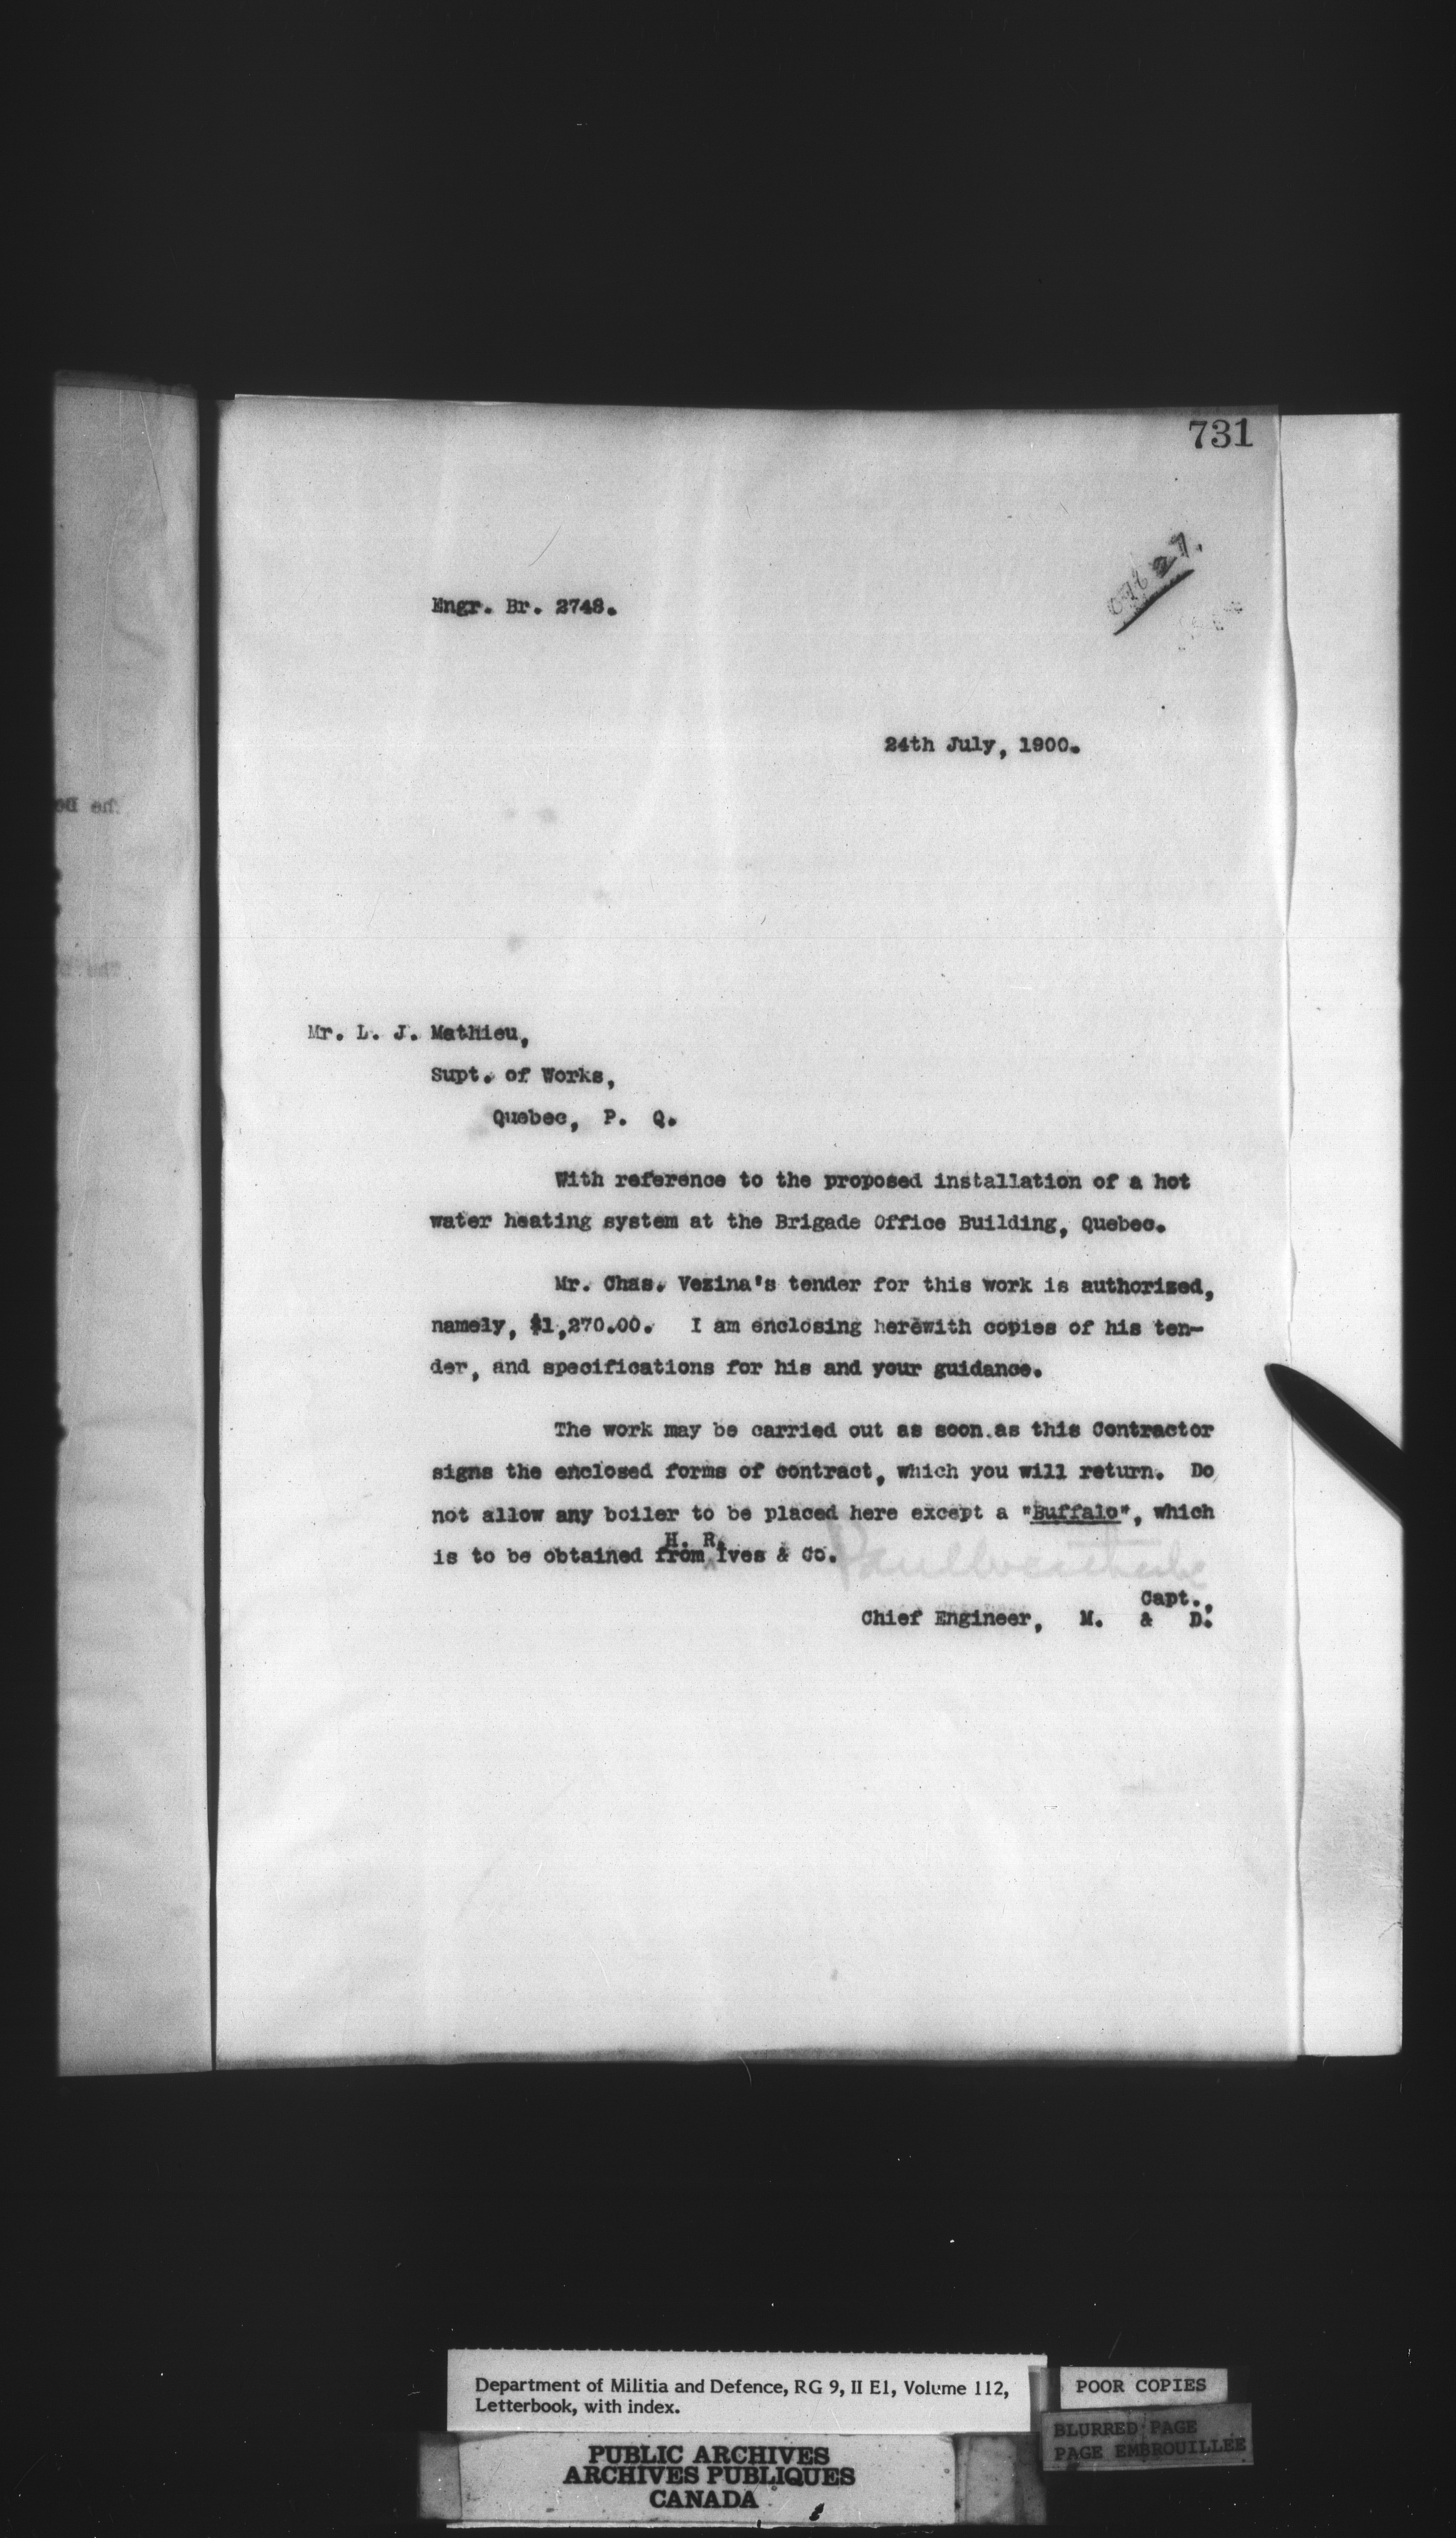 731
Engr. Br. 2748.
24th July, 1900.
Mr. L. J. Mathieu,
Supt. of Works,
Quebec, P. Q.
With reference to the proposed installation of a hot
water heating system at the Brigade Office Building, Quebec.
Mr. Chas. Vezina's tender for this work is authorized,
namely, $1,270.00. I am enclosing herewith copies of his ten-
der, and specifications for his and your guidance.
The work may be carried out as soon as this Contractor
signs the enclosed forms of contract, which you will return. Do
not allow any boiler to be placed here except a "Buffalo", which
is to be obtained from H. R. Ives & Co.
Paul Weatherbe
Capt.,
Chief Engineer, M. & D.
Department of Militia and Defence, RG 9, II E1, Volume 112,
Letterbook, with index.
POOR COPIES
BLURRED PAGE
PAGE EMBROUILLEE
PUBLIC ARCHIVES
ARCHIVES PUBLIQUES
CANADA